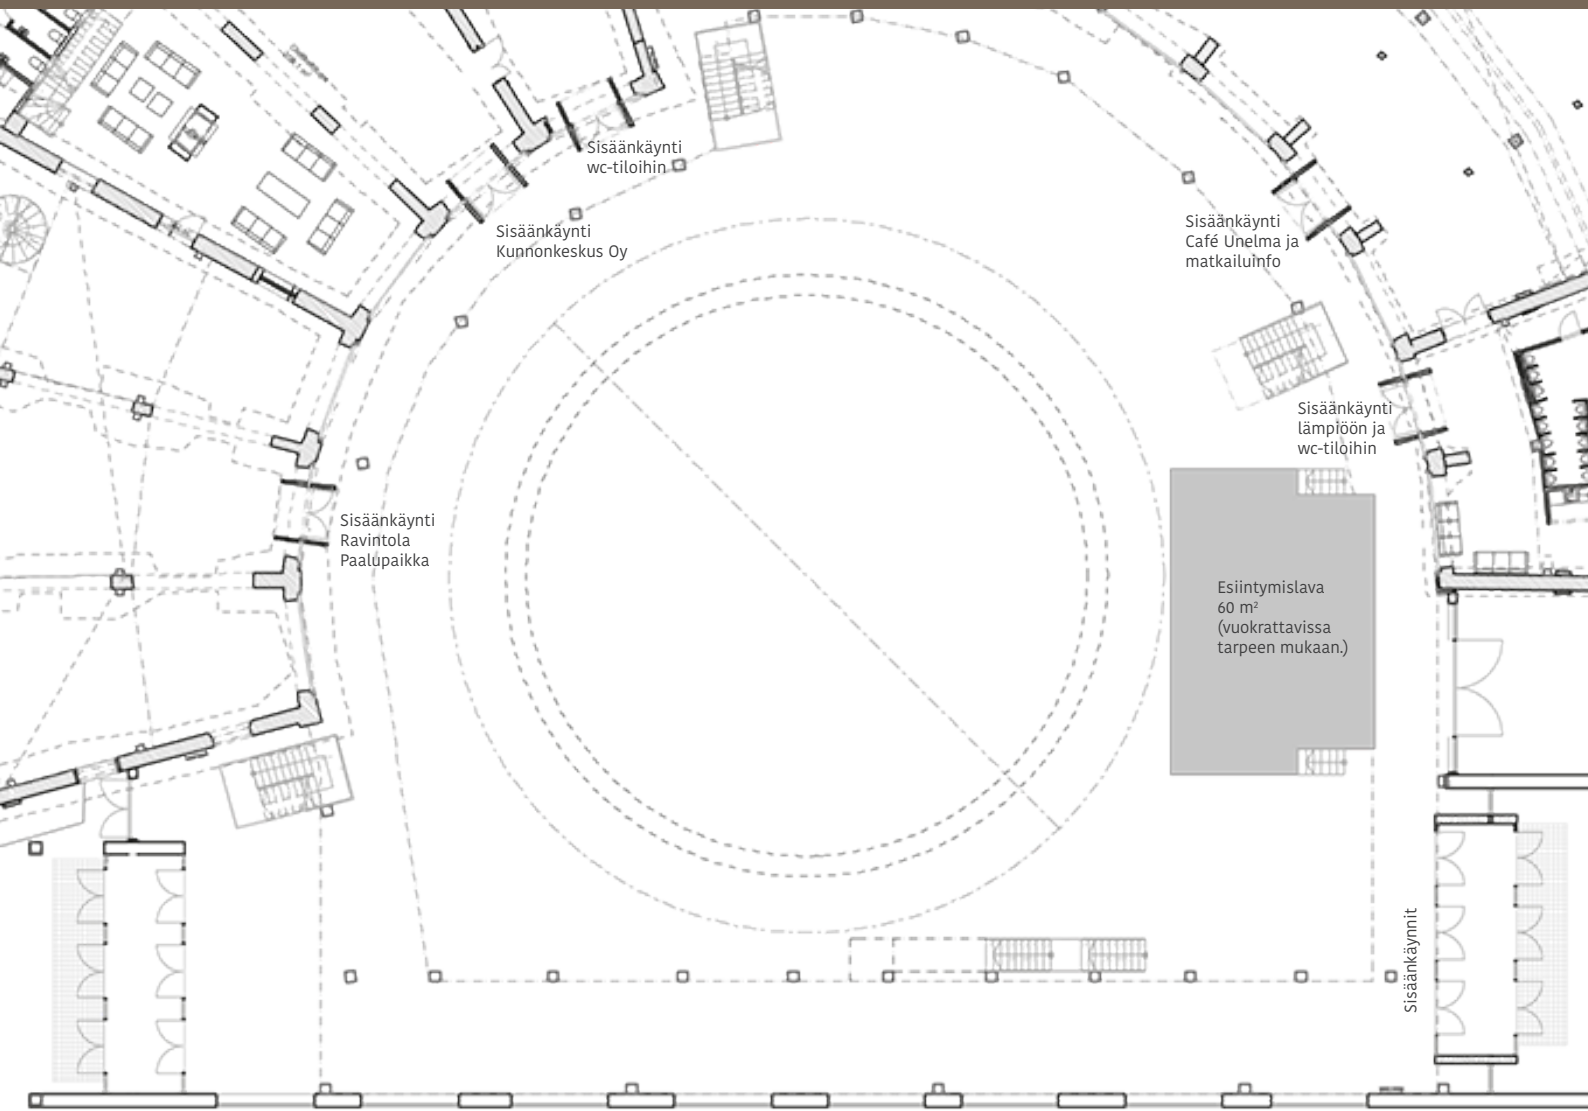 Sisäänkäynti
wc-tiloihin
Sisäänkäynti
Kunnonkeskus Oy
Sisäänkäynti
Café Unelma ja
matkailuinfo
Sisäänkäynti
lämpiöön ja
wc-tiloihin
Sisäänkäynti
Ravintola
Paalupaikka
Esiintymislava
60 m²
(vuokrattavissa
tarpeen mukaan.)
Sisäänkäynnit